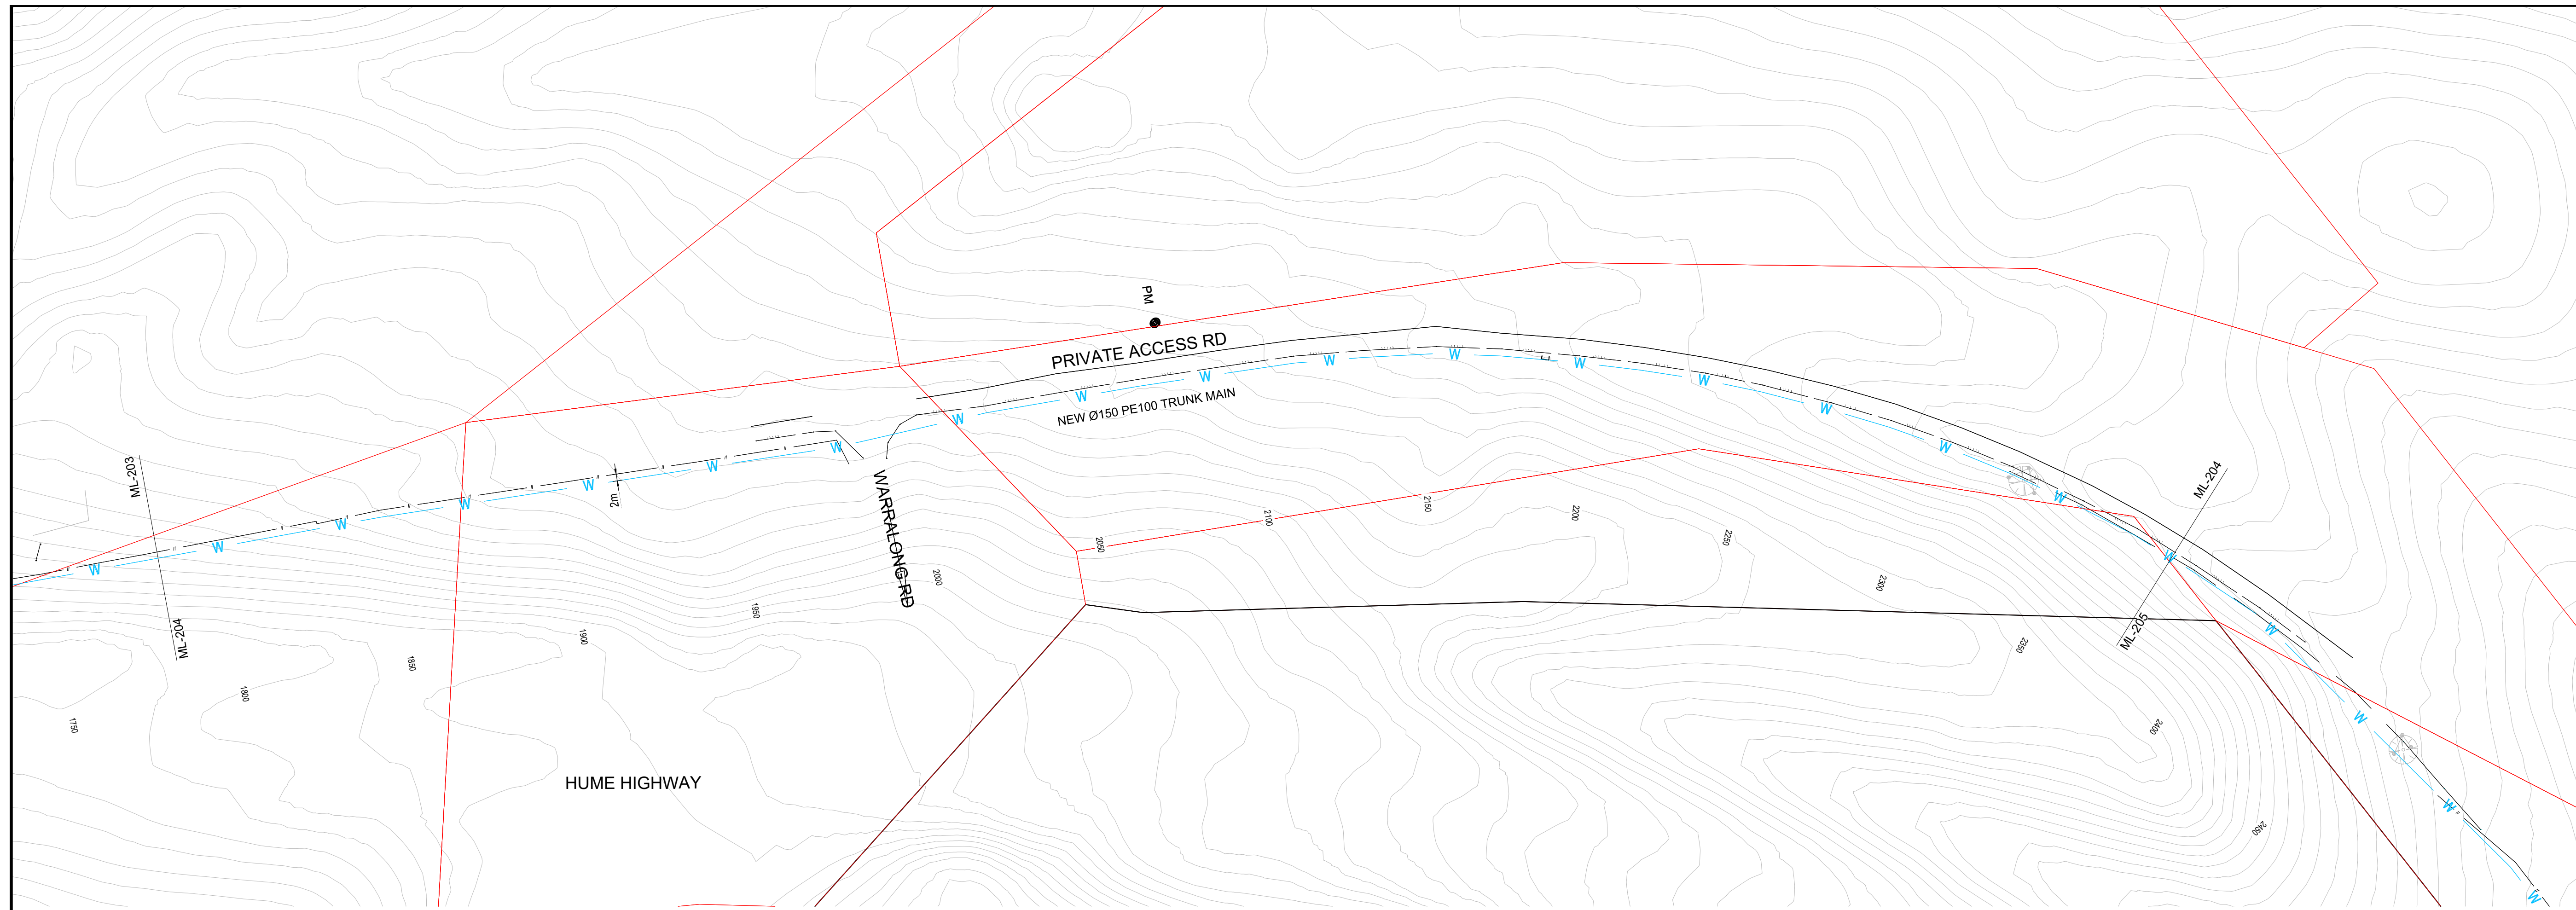 PM
PRIVATE ACCESS RD
NEW Ø150 PE100 TRUNK MAIN
W W W W W W W W W W W W W W W W W W W W W
ML-203
ML-204
2m
WARRALONG RD
ML-204
ML-205
1750
1800
1850
1900
1950
2000
2050
2100
2150
2200
2250
2300
2350
2400
2450
HUME HIGHWAY